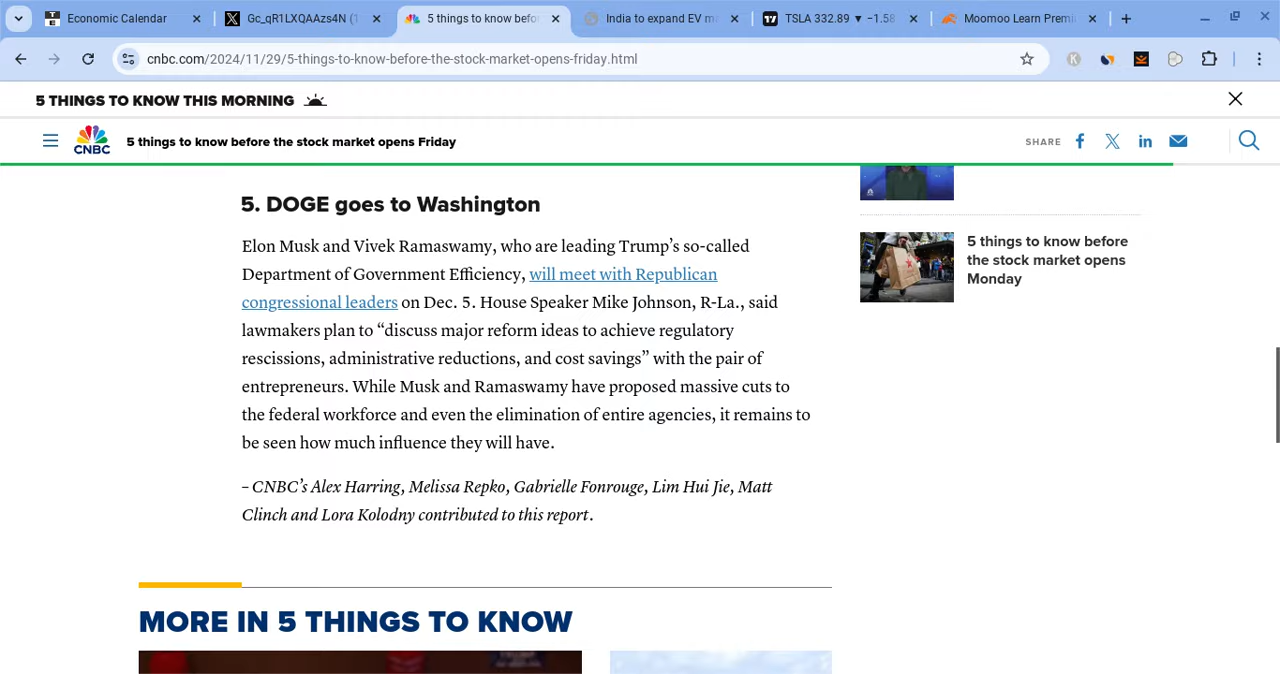 Economic Calendar
Gc_qR1LXQAAzs4N (1
5 things to know befo
India to expand EV m
TSLA 332.89 ▼ −1.58
Moomoo Learn Premi
cnbc.com/2024/11/29/5-things-to-know-before-the-stock-market-opens-friday.html
5 THINGS TO KNOW THIS MORNING
CNBC
5 things to know before the stock market opens Friday
SHARE
5. DOGE goes to Washington
Elon Musk and Vivek Ramaswamy, who are leading Trump’s so-called
Department of Government Efficiency, will meet with Republican
congressional leaders on Dec. 5. House Speaker Mike Johnson, R-La., said
lawmakers plan to “discuss major reform ideas to achieve regulatory
rescissions, administrative reductions, and cost savings” with the pair of
entrepreneurs. While Musk and Ramaswamy have proposed massive cuts to
the federal workforce and even the elimination of entire agencies, it remains to
be seen how much influence they will have.
– CNBC’s Alex Harring, Melissa Repko, Gabrielle Fonrouge, Lim Hui Jie, Matt
Clinch and Lora Kolodny contributed to this report.
5 things to know before
the stock market opens
Monday
MORE IN 5 THINGS TO KNOW